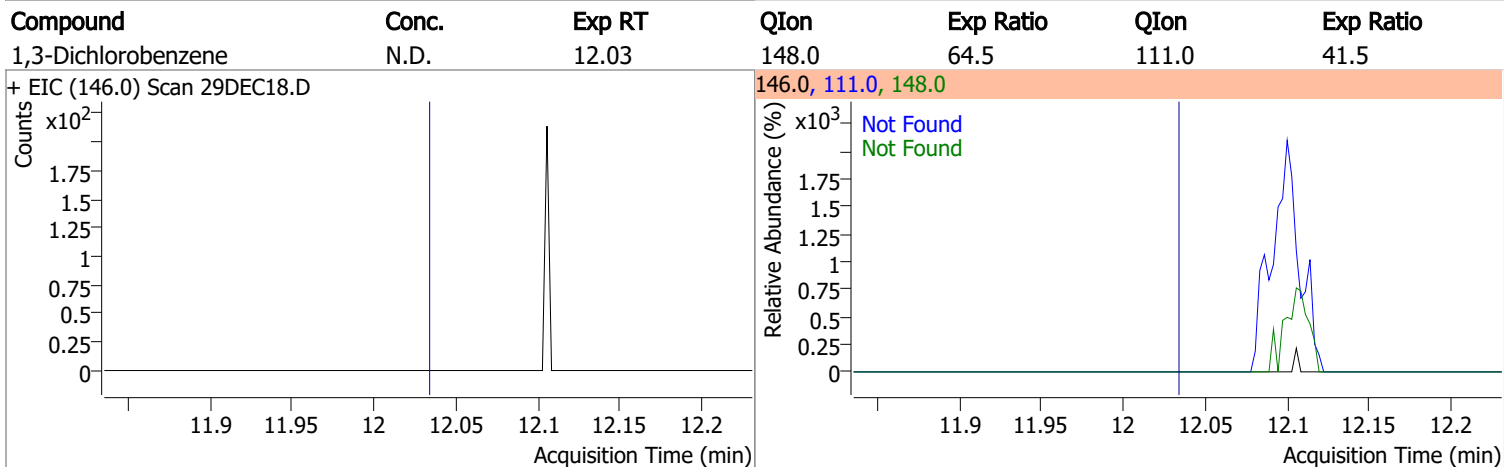 Compound Conc. Exp RT QIon Exp Ratio QIon Exp Ratio
1,3-Dichlorobenzene N.D. 12.03 148.0 64.5 111.0 41.5
+ EIC (146.0) Scan 29DEC18.D
Counts
x10²
1.75
1.5
1.25
1
0.75
0.5
0.25
0
11.9 11.95 12 12.05 12.1 12.15 12.2
Acquisition Time (min)
146.0, 111.0, 148.0
Relative Abundance (%)
x10³
Not Found
Not Found
1.75
1.5
1.25
1
0.75
0.5
0.25
0
11.9 11.95 12 12.05 12.1 12.15 12.2
Acquisition Time (min)